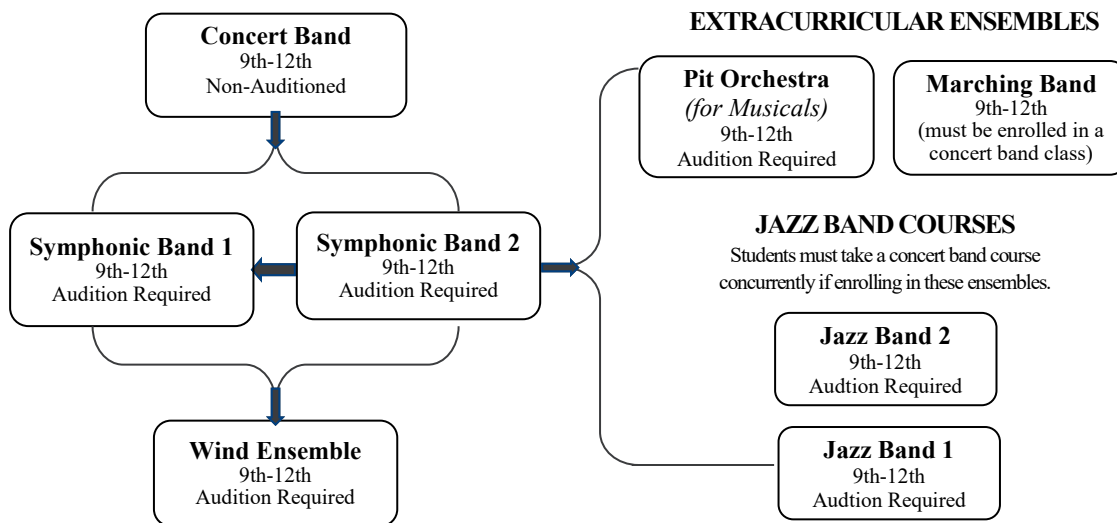 Concert Band
9th-12th
Non-Auditioned
Symphonic Band 1
9th-12th
Audition Required
Symphonic Band 2
9th-12th
Audition Required
Wind Ensemble
9th-12th
Audition Required
EXTRACURRICULAR ENSEMBLES
Pit Orchestra
(for Musicals)
9th-12th
Audition Required
Marching Band
9th-12th
(must be enrolled in a
concert band class)
JAZZ BAND COURSES
Students must take a concert band course
concurrently if enrolling in these ensembles.
Jazz Band 2
9th-12th
Audtion Required
Jazz Band 1
9th-12th
Audtion Required